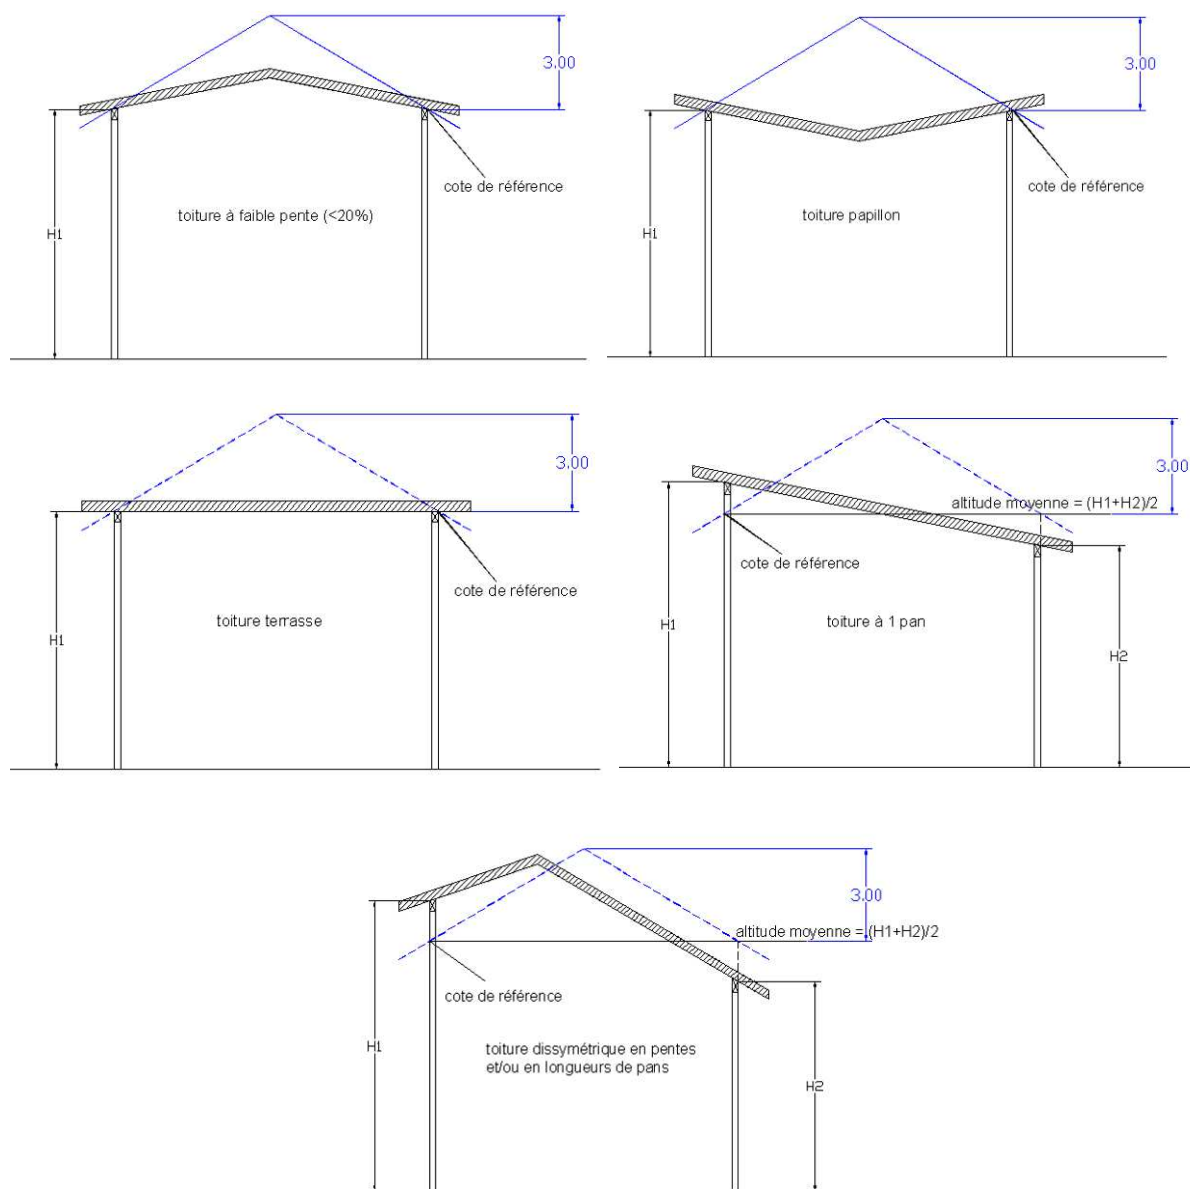 3.00
cote de référence
toiture à faible pente (<20%)
H1
3.00
cote de référence
toiture papillon
H1
3.00
cote de référence
toiture terrasse
H1
3.00
altitude moyenne = (H1+H2)/2
cote de référence
toiture à 1 pan
H1
H2
3.00
altitude moyenne = (H1+H2)/2
cote de référence
toiture dissymétrique en pentes
et/ou en longueurs de pans
H1
H2